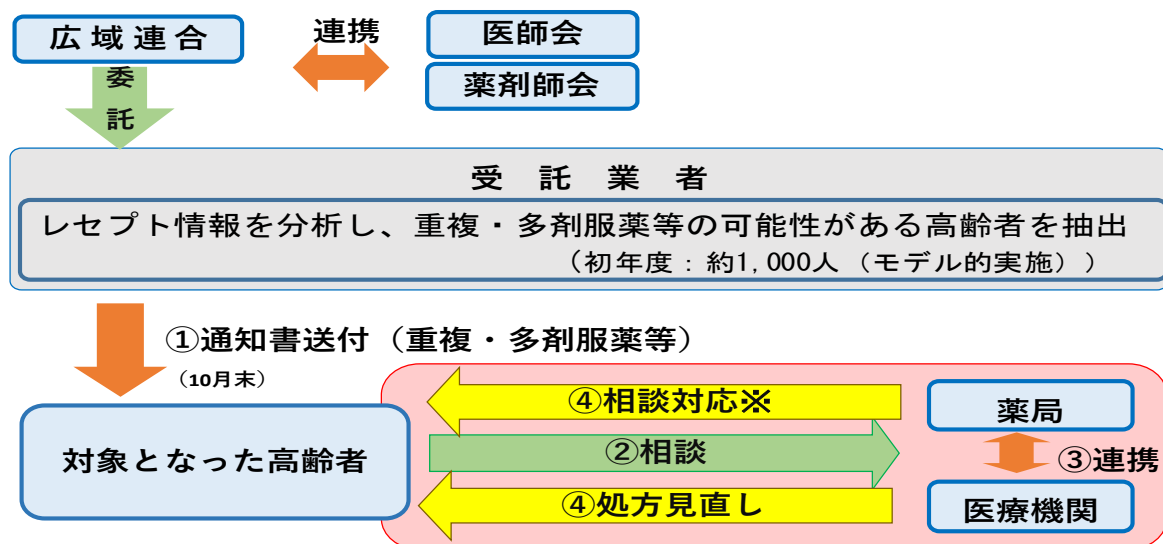 広域連合
連携
医師会
薬剤師会
委
託
受託業者
レセプト情報を分析し、重複・多剤服薬等の可能性がある高齢者を抽出
（初年度：約1,000人（モデル的実施））
①通知書送付（重複・多剤服薬等）
（10月末）
④相談対応※
薬局
対象となった高齢者
②相談
③連携
④処方見直し
医療機関